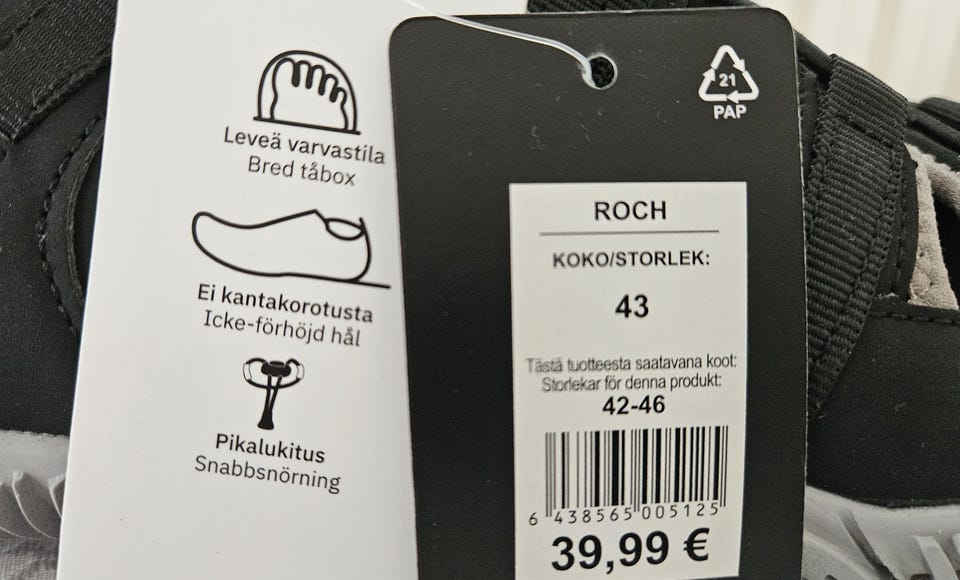 Leveä varvastila
Bred tåbox
Ei kantakorotusta
Icke-förhöjd hål
Pikalukitus
Snabbsnörning
21
PAP
ROCH
KOKO/STORLEK:
43
Tästä tuotteesta saatavana koot:
Storlekar för denna produkt:
42-46
6 438565 005125
39,99 €